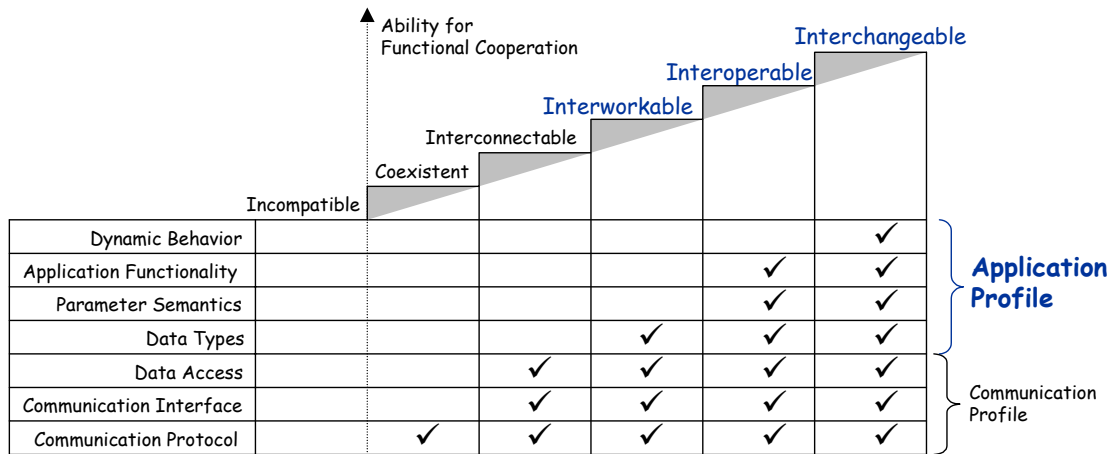 Ability for
Functional Cooperation
Interchangeable
Interoperable
Interworkable
Interconnectable
Coexistent
Incompatible
Dynamic Behavior
✓
Application Functionality
✓ ✓
Parameter Semantics
✓ ✓
Data Types
✓ ✓ ✓
Application
Profile
Data Access
✓ ✓ ✓ ✓
Communication Interface
✓ ✓ ✓ ✓
Communication Protocol
✓ ✓ ✓ ✓ ✓
Communication
Profile